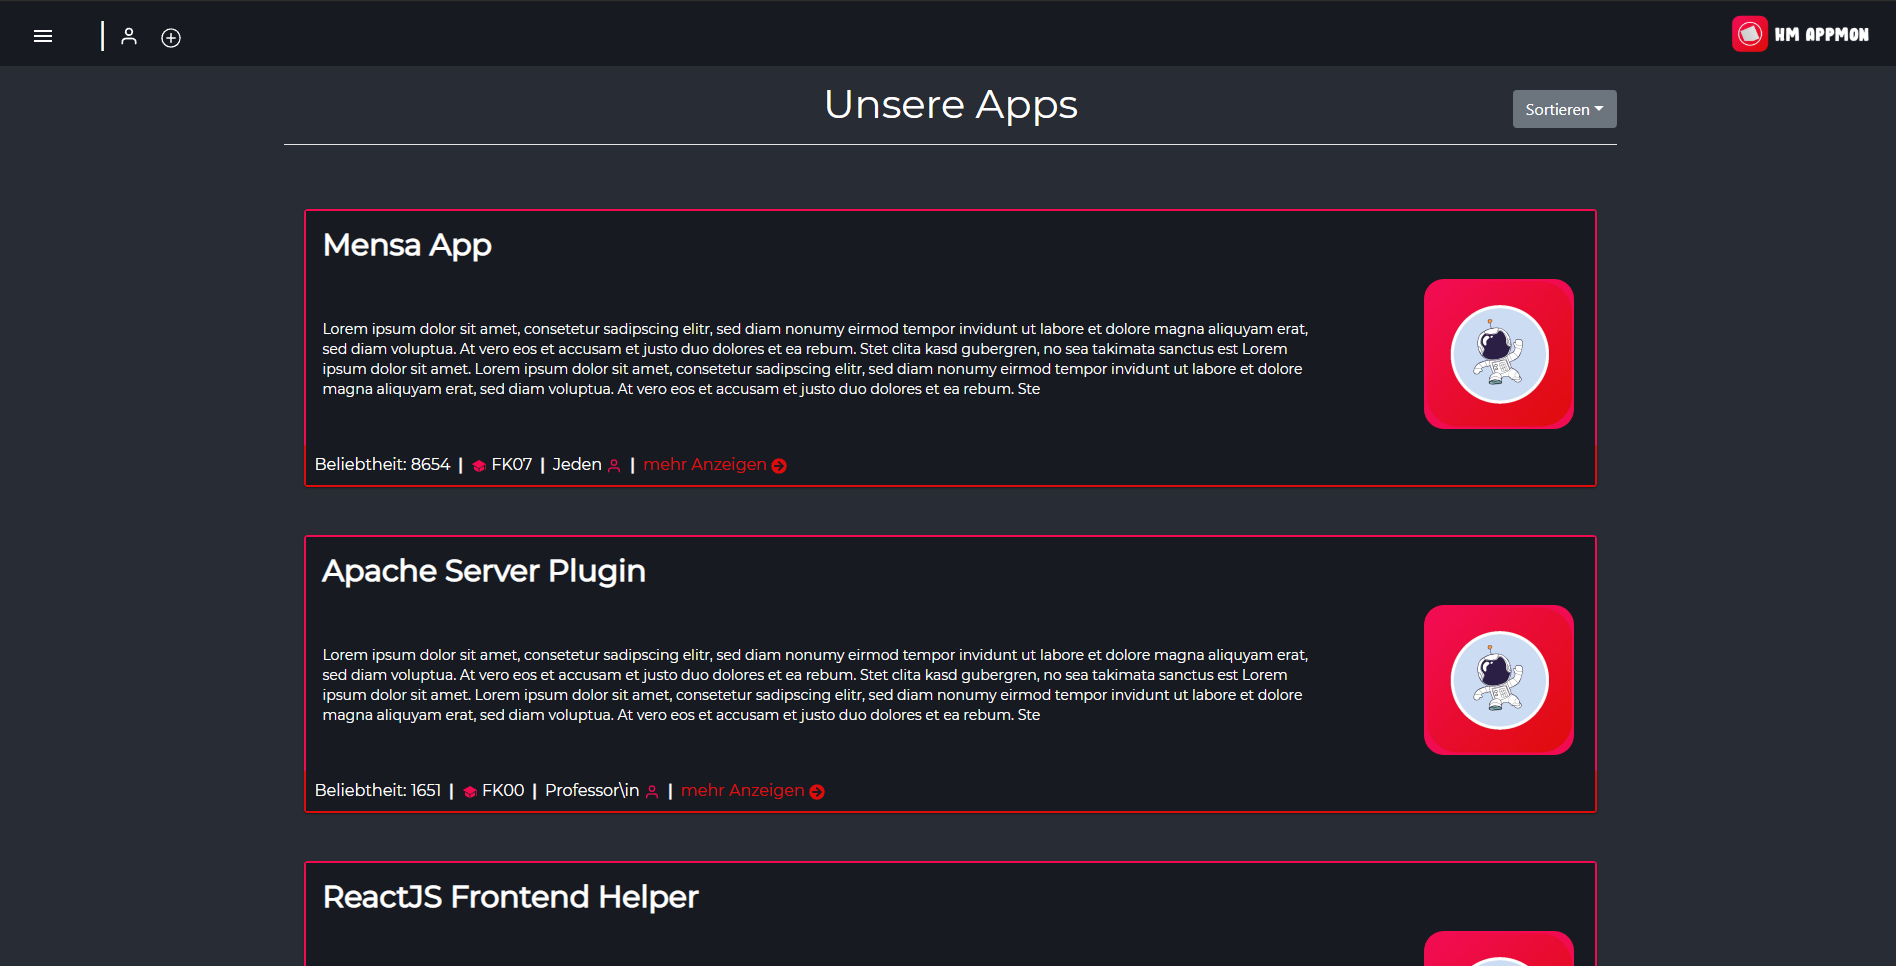 HM APPMON
Unsere Apps
Sortieren
Mensa App
Lorem ipsum dolor sit amet, consetetur sadipscing elitr, sed diam nonumy eirmod tempor invidunt ut labore et dolore magna aliquyam erat,
sed diam voluptua. At vero eos et accusam et justo duo dolores et ea rebum. Stet clita kasd gubergren, no sea takimata sanctus est Lorem
ipsum dolor sit amet. Lorem ipsum dolor sit amet, consetetur sadipscing elitr, sed diam nonumy eirmod tempor invidunt ut labore et dolore
magna aliquyam erat, sed diam voluptua. At vero eos et accusam et justo duo dolores et ea rebum. Ste
Beliebtheit: 8654 | FK07 | Jeden | mehr Anzeigen
Apache Server Plugin
Lorem ipsum dolor sit amet, consetetur sadipscing elitr, sed diam nonumy eirmod tempor invidunt ut labore et dolore magna aliquyam erat,
sed diam voluptua. At vero eos et accusam et justo duo dolores et ea rebum. Stet clita kasd gubergren, no sea takimata sanctus est Lorem
ipsum dolor sit amet. Lorem ipsum dolor sit amet, consetetur sadipscing elitr, sed diam nonumy eirmod tempor invidunt ut labore et dolore
magna aliquyam erat, sed diam voluptua. At vero eos et accusam et justo duo dolores et ea rebum. Ste
Beliebtheit: 1651 | FK00 | Professor\in | mehr Anzeigen
ReactJS Frontend Helper